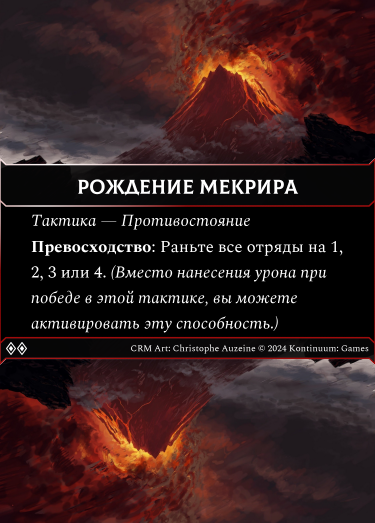 РОЖДЕНИЕ МЕКРИРА
Тактика — Противостояние
Превосходство: Раньте все отряды на 1,
2, 3 или 4. (Вместо нанесения урона при
победе в этой тактике, вы можете
активировать эту способность.)
CRM Art: Christophe Auzeine © 2024 Kontinuum: Games